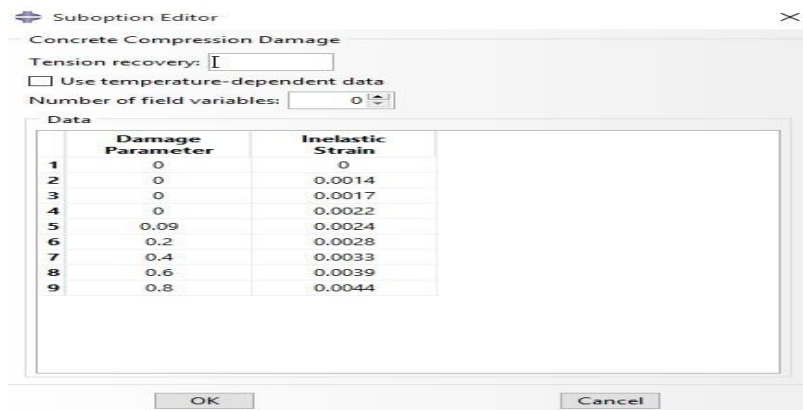 Suboption Editor
Concrete Compression Damage
Tension recovery:
Use temperature-dependent data
Number of field variables: 0
Data
Damage Parameter Inelastic Strain
1 0 0
2 0 0.0014
3 0 0.0017
4 0 0.0022
5 0.09 0.0024
6 0.2 0.0028
7 0.4 0.0033
8 0.6 0.0039
9 0.8 0.0044
OK Cancel